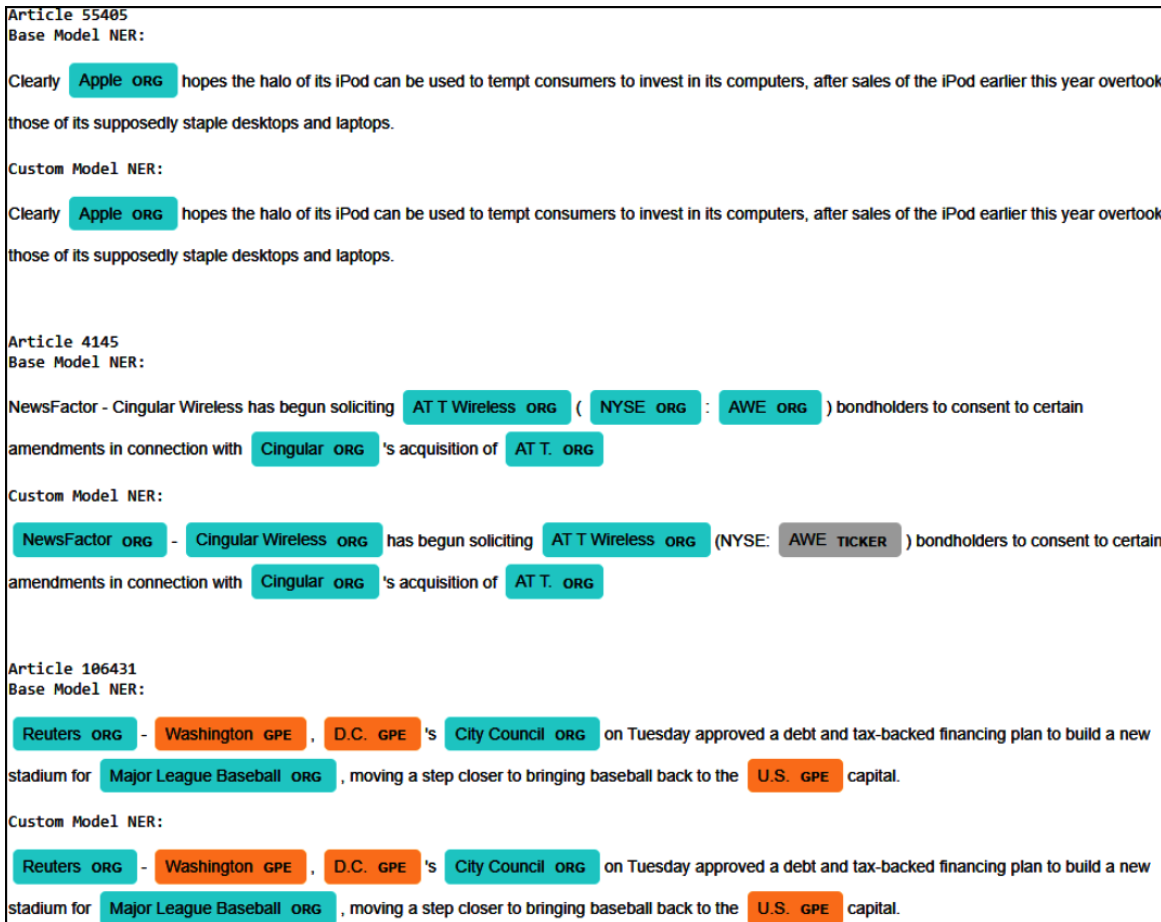 Article 55405
Base Model NER:
Clearly Apple ORG hopes the halo of its iPod can be used to tempt consumers to invest in its computers, after sales of the iPod earlier this year overtook
those of its supposedly staple desktops and laptops.
Custom Model NER:
Clearly Apple ORG hopes the halo of its iPod can be used to tempt consumers to invest in its computers, after sales of the iPod earlier this year overtook
those of its supposedly staple desktops and laptops.
Article 4145
Base Model NER:
NewsFactor - Cingular Wireless has begun soliciting AT T Wireless ORG ( NYSE ORG : AWE ORG ) bondholders to consent to certain
amendments in connection with Cingular ORG 's acquisition of AT T. ORG
Custom Model NER:
NewsFactor ORG - Cingular Wireless ORG has begun soliciting AT T Wireless ORG (NYSE: AWE TICKER ) bondholders to consent to certain
amendments in connection with Cingular ORG 's acquisition of AT T. ORG
Article 106431
Base Model NER:
Reuters ORG - Washington GPE , D.C. GPE 's City Council ORG on Tuesday approved a debt and tax-backed financing plan to build a new
stadium for Major League Baseball ORG , moving a step closer to bringing baseball back to the U.S. GPE capital.
Custom Model NER:
Reuters ORG - Washington GPE , D.C. GPE 's City Council ORG on Tuesday approved a debt and tax-backed financing plan to build a new
stadium for Major League Baseball ORG , moving a step closer to bringing baseball back to the U.S. GPE capital.